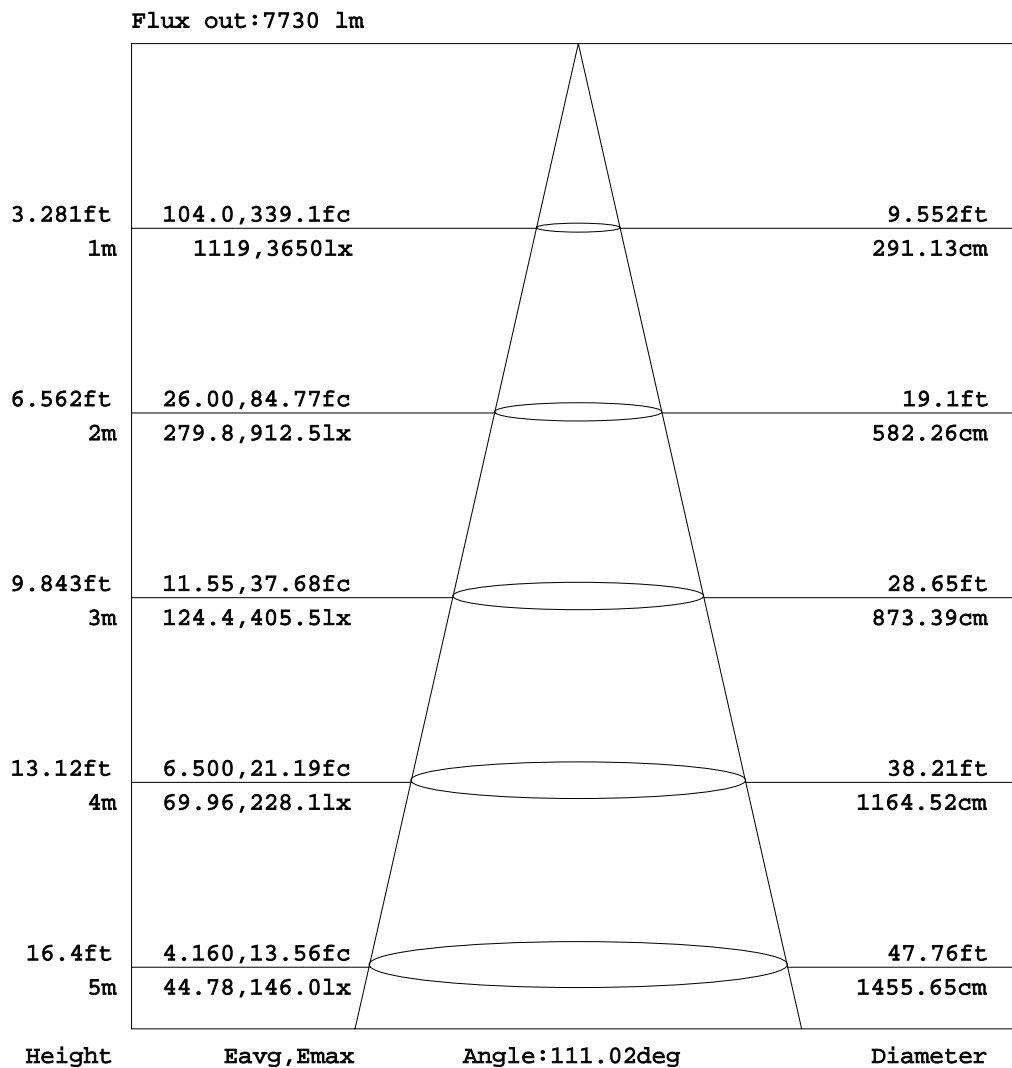 Flux out:7730 lm
3.281ft 104.0,339.1fc 9.552ft
1m 1119,3650lx 291.13cm
6.562ft 26.00,84.77fc 19.1ft
2m 279.8,912.5lx 582.26cm
9.843ft 11.55,37.68fc 28.65ft
3m 124.4,405.5lx 873.39cm
13.12ft 6.500,21.19fc 38.21ft
4m 69.96,228.1lx 1164.52cm
16.4ft 4.160,13.56fc 47.76ft
5m 44.78,146.0lx 1455.65cm
Height Eavg,Emax Angle:111.02deg Diameter